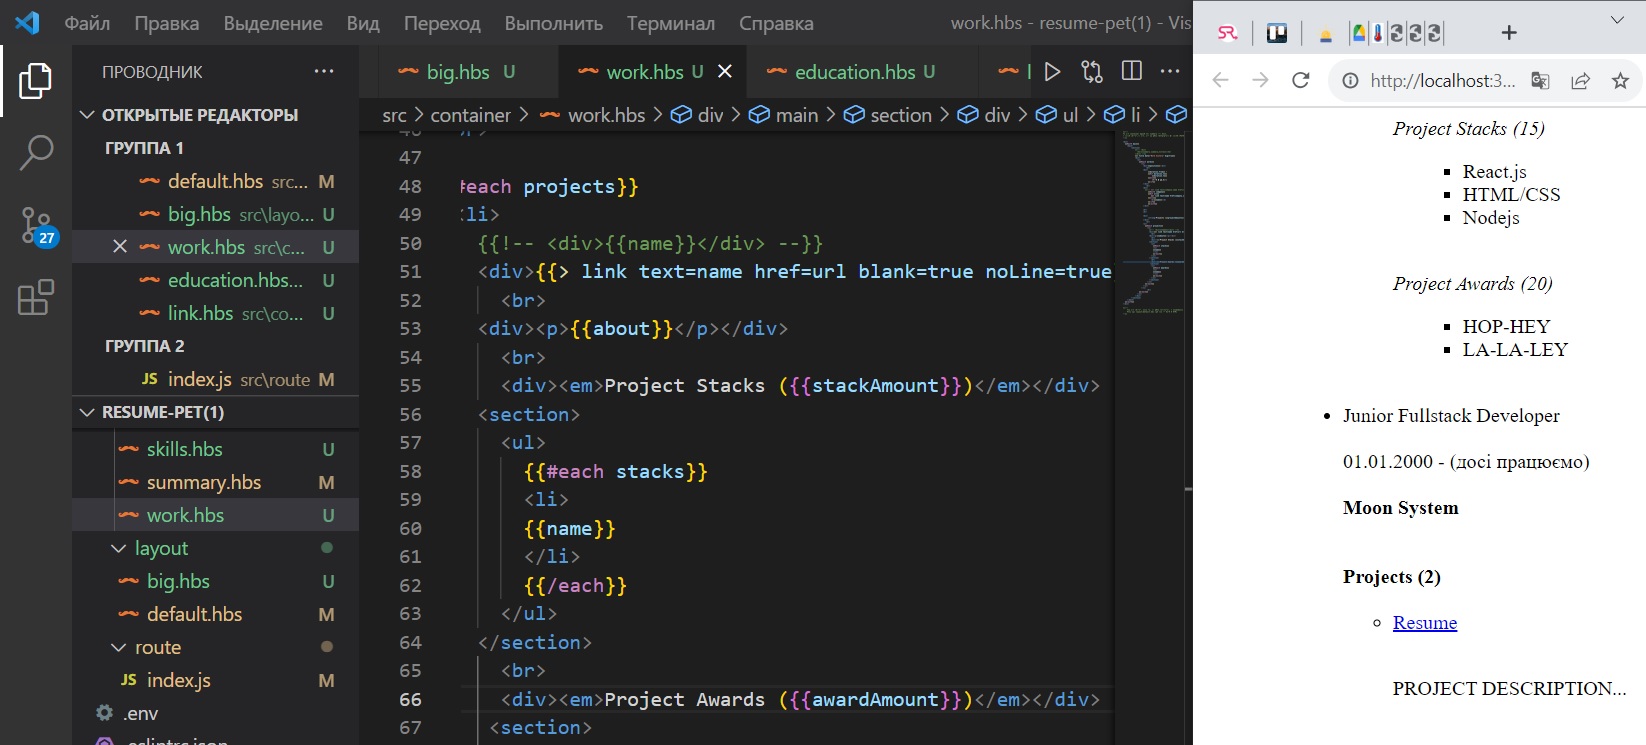 Файл Правка Выделение Вид Переход Выполнить Терминал Справка work.hbs - resume-pet(1) - Vis
ПРОВОДНИК
ОТКРЫТЫЕ РЕДАКТОРЫ
ГРУППА 1
default.hbs src... M
big.hbs src\layo... U
work.hbs src\c... U
education.hbs... U
link.hbs src\co... U
ГРУППА 2
JS index.js src\route M
RESUME-PET(1)
skills.hbs U
summary.hbs M
work.hbs U
layout
big.hbs U
default.hbs M
route
JS index.js M
.env
27
big.hbs U work.hbs U education.hbs U l
src > container > work.hbs > div > main > section > div > ul > li >
47
48 #each projects}}
49 <li>
50 {{!-- <div>{{name}}</div> --}}
51 <div>{{> link text=name href=url blank=true noLine=true
52 <br>
53 <div><p>{{about}}</p></div>
54 <br>
55 <div><em>Project Stacks ({{stackAmount}})</em></div>
56 <section>
57 <ul>
58 {{#each stacks}}
59 <li>
60 {{name}}
61 </li>
62 {{/each}}
63 </ul>
64 </section>
65 <br>
66 <div><em>Project Awards ({{awardAmount}})</em></div>
67 <section>
SR
http://localhost:3...
Project Stacks (15)
React.js
HTML/CSS
Nodejs
Project Awards (20)
HOP-HEY
LA-LA-LEY
Junior Fullstack Developer
01.01.2000 - (досі працюємо)
Moon System
Projects (2)
Resume
PROJECT DESCRIPTION...